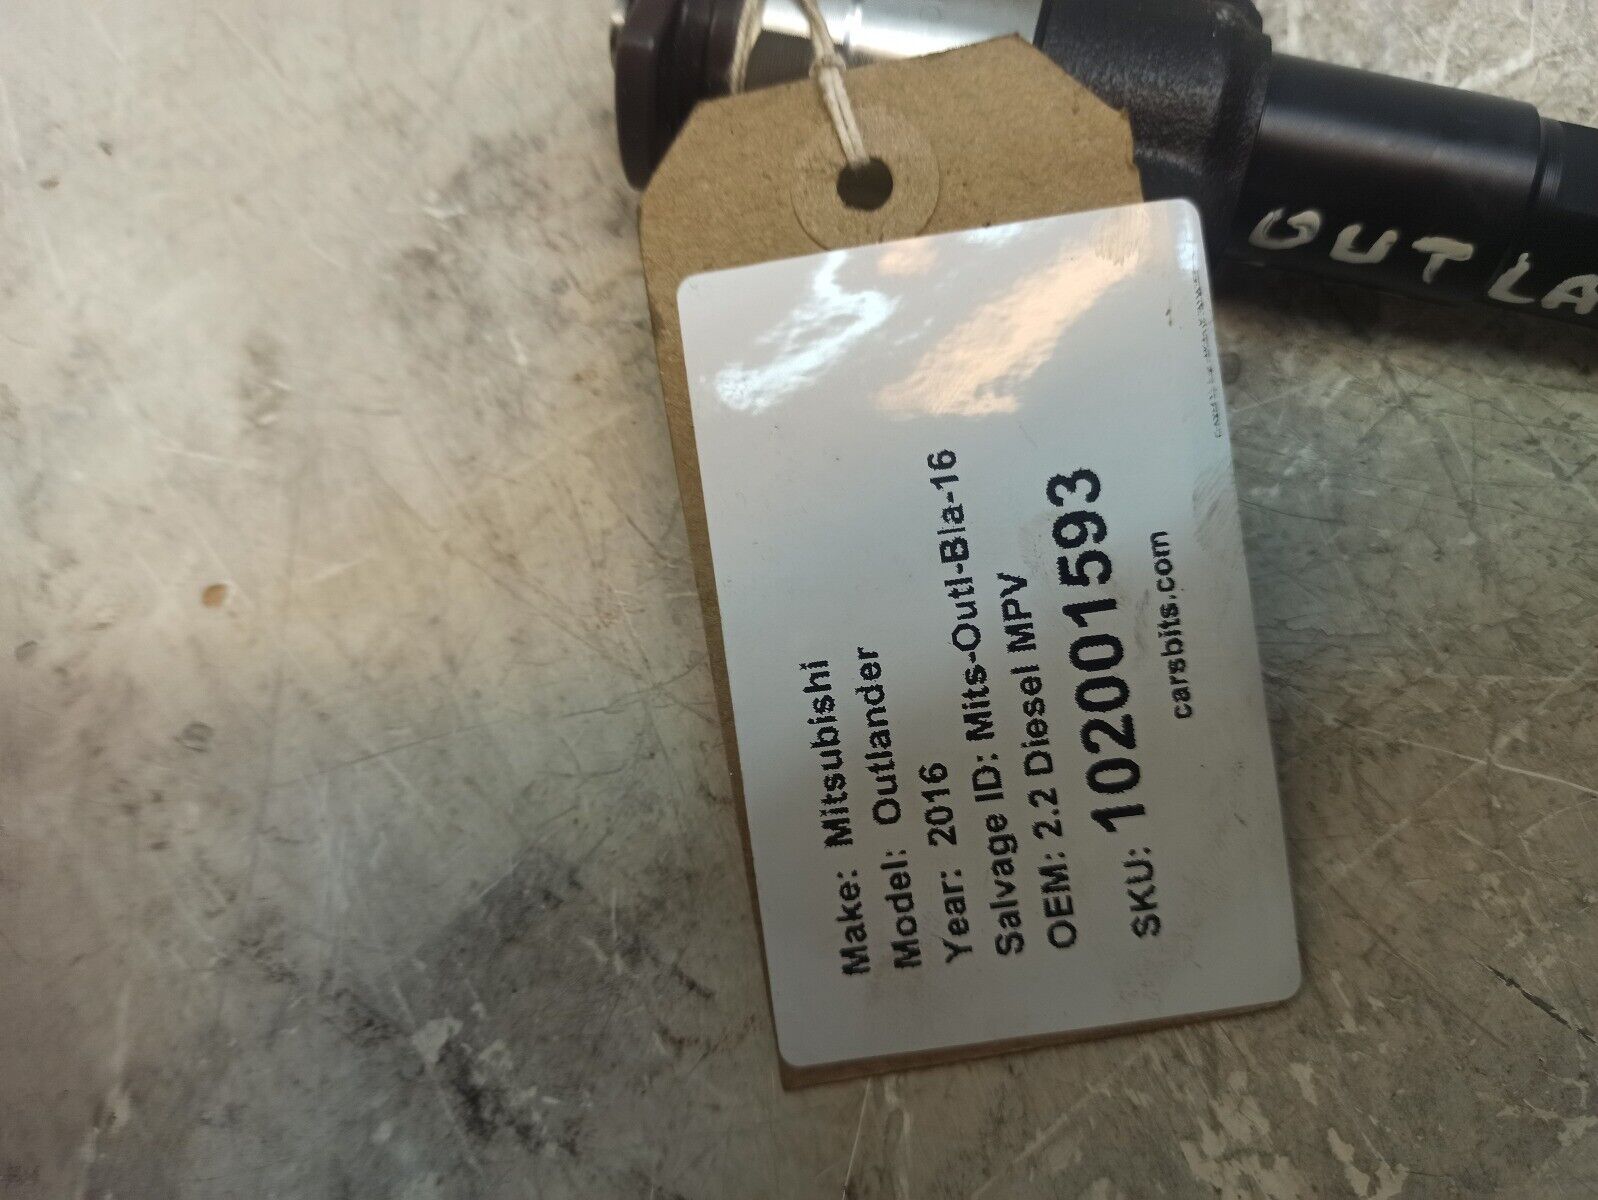 Make: Mitsubishi
Model: Outlander
Year: 2016
Salvage ID: Mits-Outl-Bla-16
OEM: 2.2 Diesel MPV
SKU: 1020001593
carsbits.com
OUTLA